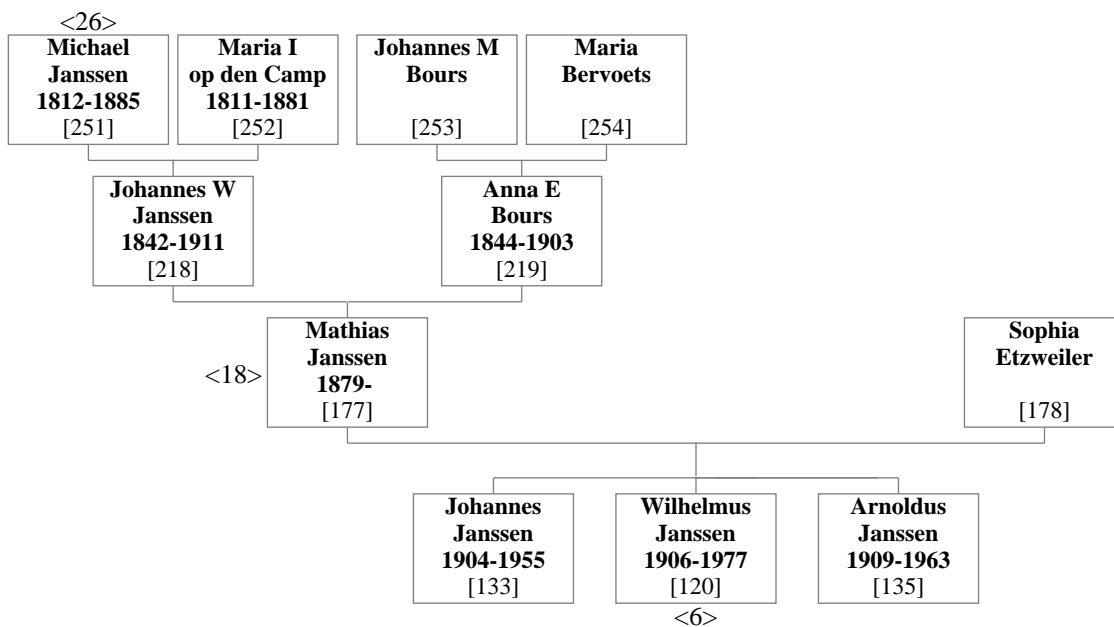 <26>
Michael
Janssen
1812-1885
[251]
Maria I
op den Camp
1811-1881
[252]
Johannes M
Bours
[253]
Maria
Bervoets
[254]
Johannes W
Janssen
1842-1911
[218]
Anna E
Bours
1844-1903
[219]
<18>
Mathias
Janssen
1879-
[177]
Sophia
Etzweiler
[178]
Johannes
Janssen
1904-1955
[133]
Wilhelmus
Janssen
1906-1977
[120]
<6>
Arnoldus
Janssen
1909-1963
[135]